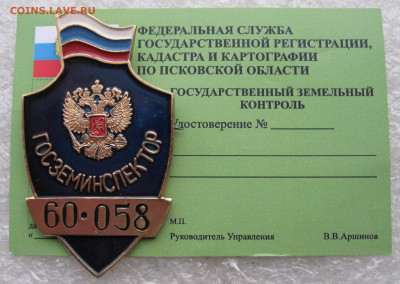 COINS.LAVE.RU
ФЕДЕРАЛЬНАЯ СЛУЖБА
ГОСУДАРСТВЕННОЙ РЕГИСТРАЦИИ,
КАДАСТРА И КАРТОГРАФИИ
ПО ПСКОВСКОЙ ОБЛАСТИ
ГОСУДАРСТВЕННЫЙ ЗЕМЕЛЬНЫЙ
КОНТРОЛЬ
Удостоверение №
ГОСЗЕМИНСПЕКТОР
60·058
М.П.
Руководитель Управления В.В.Аршинов